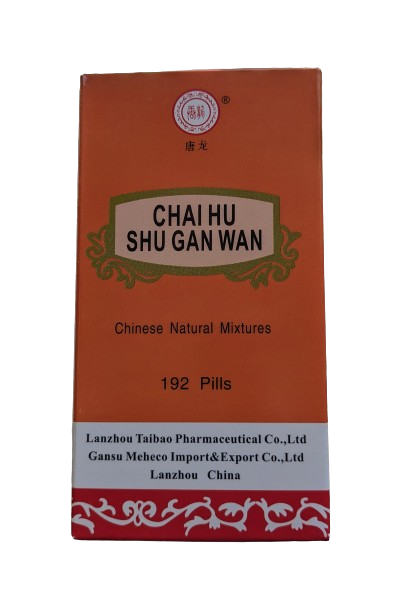 ®
唐龙
CHAI HU
SHU GAN WAN
Chinese Natural Mixtures
192 Pills
Lanzhou Taibao Pharmaceutical Co.,Ltd
Gansu Meheco Import&Export Co.,Ltd
Lanzhou China